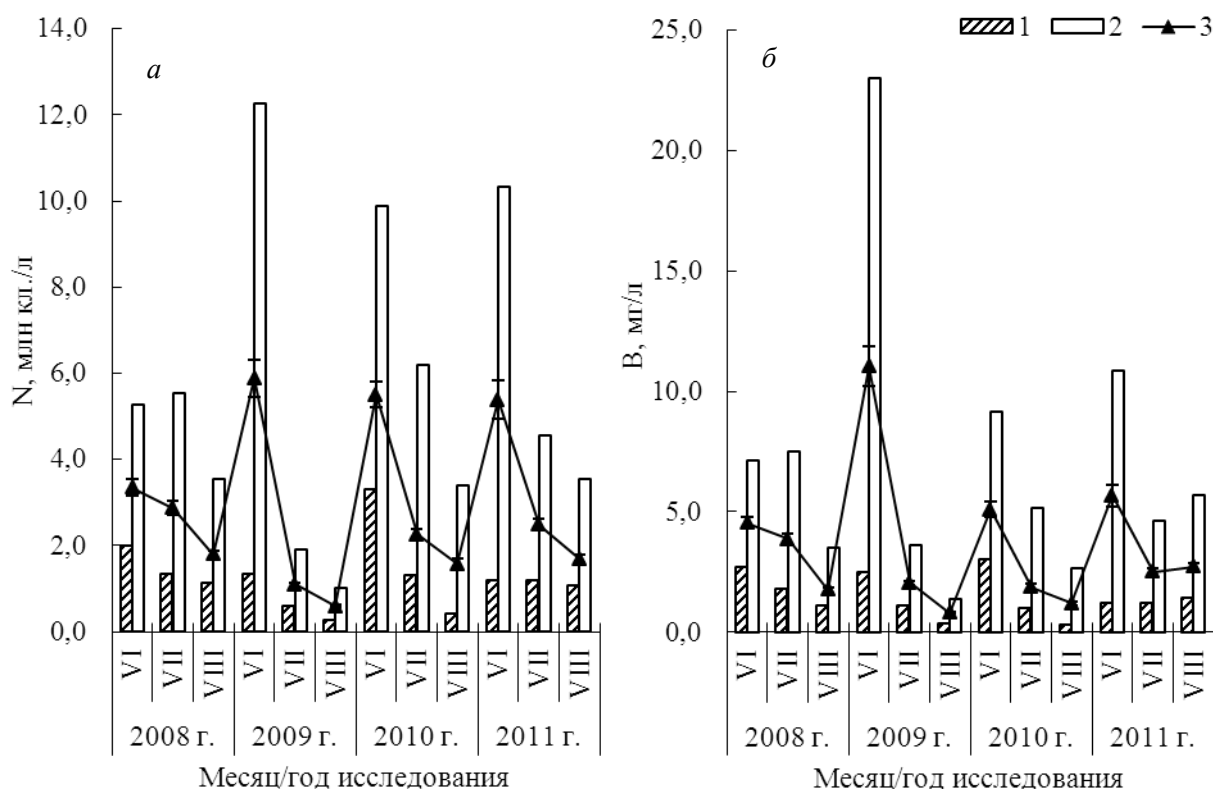 а
N, млн кл./л
14,0
12,0
10,0
8,0
6,0
4,0
2,0
0,0
VI VII VIII VI VII VIII VI VII VIII VI VII VIII
2008 г. 2009 г. 2010 г. 2011 г.
Месяц/год исследования
1 2 3
б
B, мг/л
25,0
20,0
15,0
10,0
5,0
0,0
VI VII VIII VI VII VIII VI VII VIII VI VII VIII
2008 г. 2009 г. 2010 г. 2011 г.
Месяц/год исследования